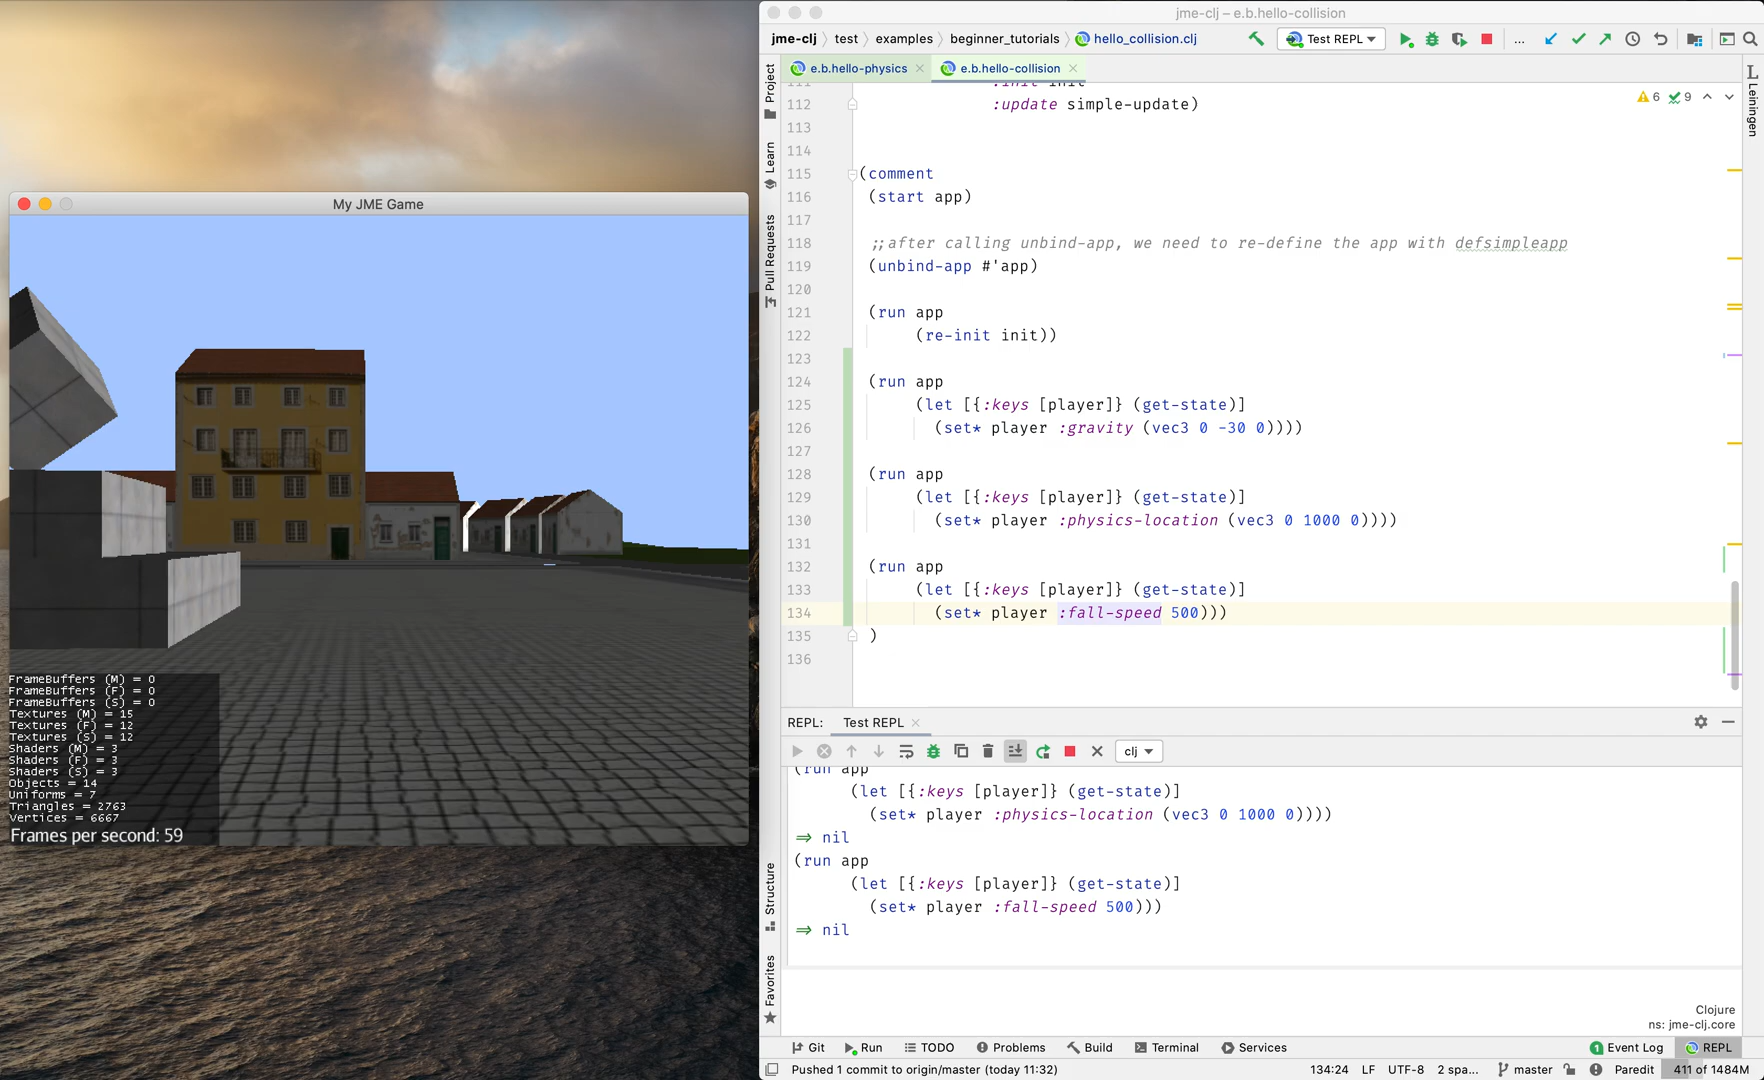 My JME Game
FrameBuffers (M) = 0
FrameBuffers (F) = 0
FrameBuffers (S) = 0
Textures (M) = 15
Textures (F) = 12
Textures (S) = 12
Shaders (M) = 3
Shaders (F) = 3
Shaders (S) = 3
Objects = 14
Uniforms = 7
Triangles = 2763
Vertices = 6667
Frames per second: 59
jme-clj – e.b.hello-collision
jme-clj test examples beginner_tutorials hello_collision.clj Test REPL ...
e.b.hello-physics e.b.hello-collision
Project
Learn
Pull Requests
Structure
Favorites
Leiningen
6 9
111 :init init
112 :update simple-update)
113
114
115 (comment
116 (start app)
117
118 ;;after calling unbind-app, we need to re-define the app with defsimpleapp
119 (unbind-app #'app)
120
121 (run app
122 (re-init init))
123
124 (run app
125 (let [{:keys [player]} (get-state)]
126 (set* player :gravity (vec3 0 -30 0))))
127
128 (run app
129 (let [{:keys [player]} (get-state)]
130 (set* player :physics-location (vec3 0 1000 0))))
131
132 (run app
133 (let [{:keys [player]} (get-state)]
134 (set* player :fall-speed 500)))
135 )
136
REPL: Test REPL
clj
(run app
(let [{:keys [player]} (get-state)]
(set* player :physics-location (vec3 0 1000 0))))
=> nil
(run app
(let [{:keys [player]} (get-state)]
(set* player :fall-speed 500)))
=> nil
Clojure
ns: jme-clj.core
Git Run TODO Problems Build Terminal Services 1 Event Log REPL
Pushed 1 commit to origin/master (today 11:32) 134:24 LF UTF-8 2 spa... master Paredit 411 of 1484M